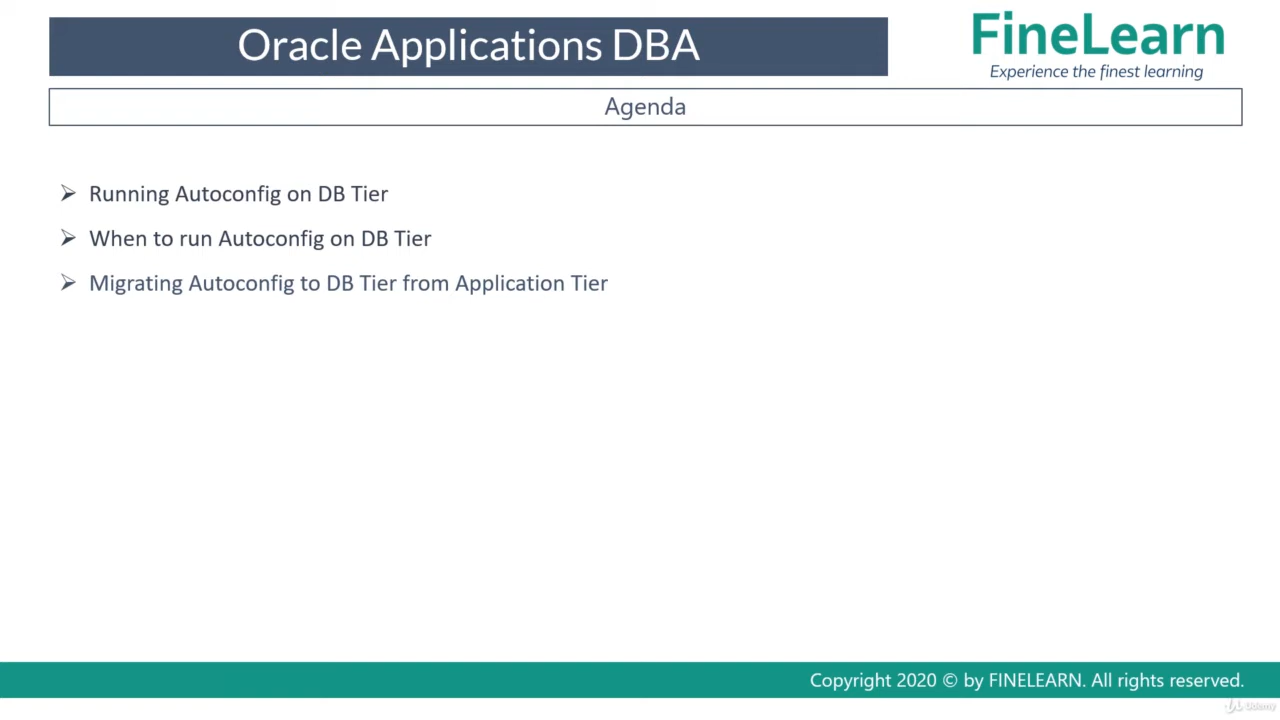 Oracle Applications DBA
FineLearn
Experience the finest learning
Agenda
➢ Running Autoconfig on DB Tier
➢ When to run Autoconfig on DB Tier
➢ Migrating Autoconfig to DB Tier from Application Tier
Copyright 2020 © by FINELEARN. All rights reserved.
Udemy